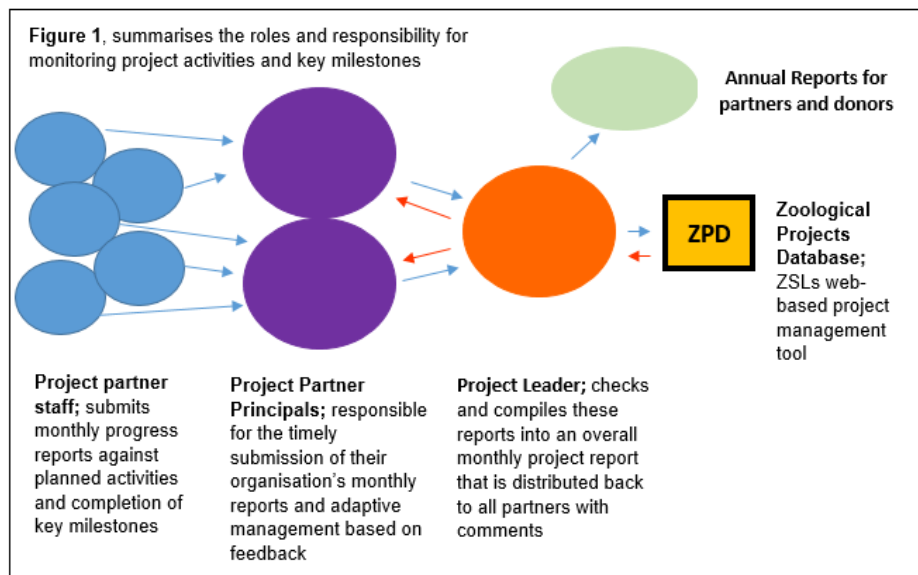 Figure 1, summarises the roles and responsibility for
monitoring project activities and key milestones
Annual Reports for
partners and donors
ZPD
Zoological
Projects
Database;
ZSLs web-
based project
management
tool
Project partner
staff; submits
monthly progress
reports against
planned activities
and completion of
key milestones
Project Partner
Principals; responsible
for the timely
submission of their
organisation's monthly
reports and adaptive
management based on
feedback
Project Leader; checks
and compiles these
reports into an overall
monthly project report
that is distributed back
to all partners with
comments